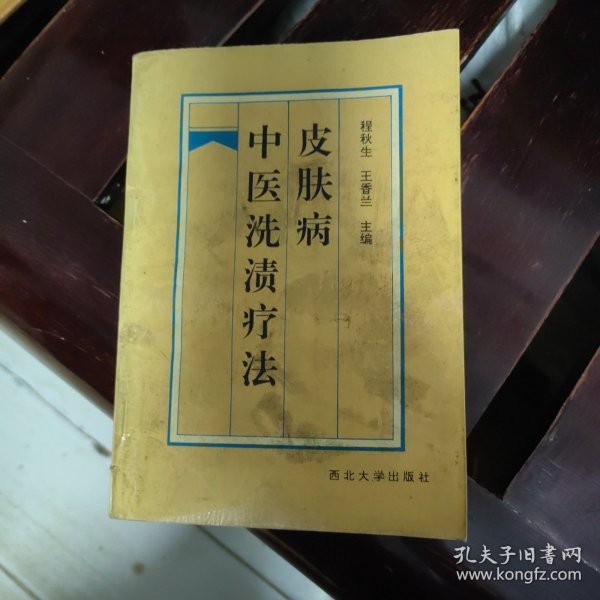 程秋生 王香兰 主编
皮肤病
中医洗渍疗法
西北大学出版社
孔夫子旧书网
www.kongfz.com